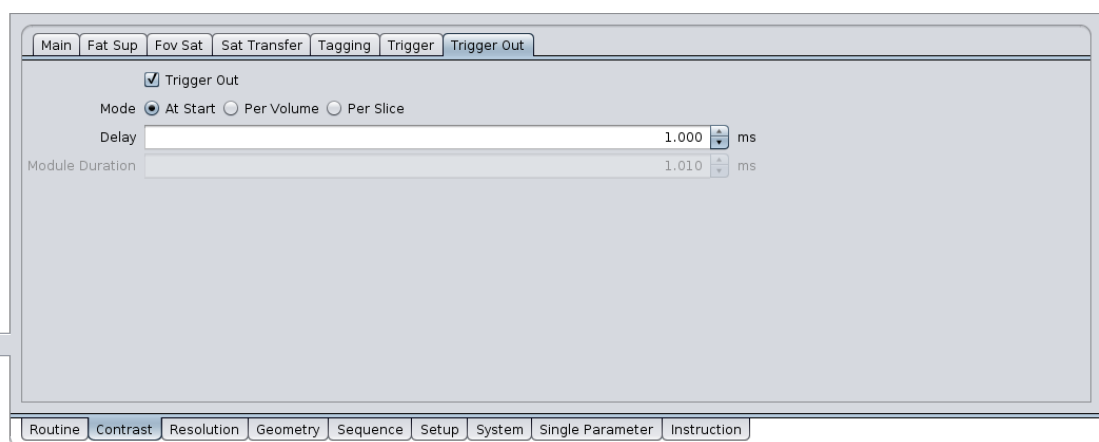 Main Fat Sup Fov Sat Sat Transfer Tagging Trigger Trigger Out
Trigger Out
Mode At Start Per Volume Per Slice
Delay 1.000 ms
Module Duration 1.010 ms
Routine Contrast Resolution Geometry Sequence Setup System Single Parameter Instruction